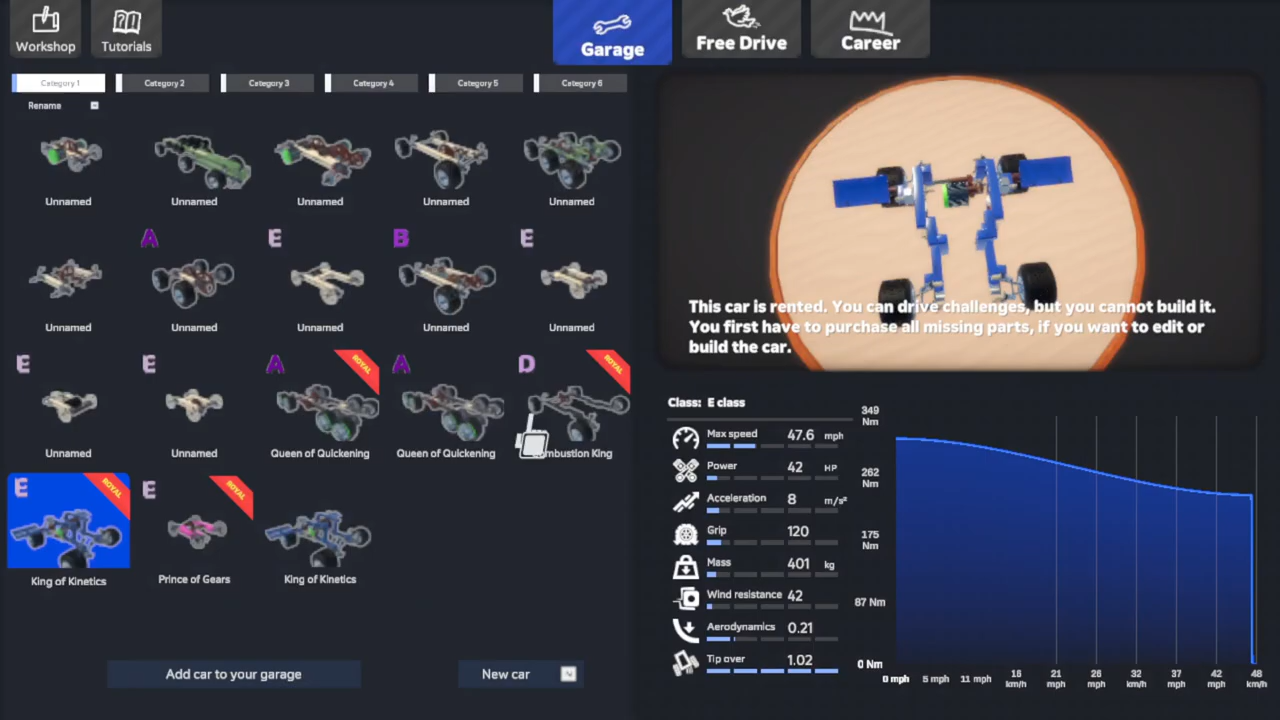 Workshop
Tutorials
Garage
Free Drive
Career
Category 1
Category 2
Category 3
Category 4
Category 5
Category 6
Rename
Unnamed
Unnamed
Unnamed
Unnamed
Unnamed
A
E
B
E
Unnamed
Unnamed
Unnamed
Unnamed
Unnamed
E
E
A
ROYAL
A
D
ROYAL
Unnamed
Unnamed
Queen of Quickening
Queen of Quickening
King
E
ROYAL
E
ROYAL
King of Kinetics
Prince of Gears
King of Kinetics
Add car to your garage
New car
This car is rented. You can drive challenges, but you cannot build it.
You first have to purchase all missing parts, if you want to edit or
build the car.
Class: E class
Max speed 47.6 mph
Power 42 HP
Acceleration 8 m/s²
Grip 120
Mass 401 kg
Wind resistance 42
Aerodynamics 0.21
Tip over 1.02
349
Nm
262
Nm
175
Nm
87 Nm
0 Nm
0 mph
5 mph
11 mph
16
km/h
21
mph
26
mph
32
km/h
37
mph
42
mph
48
km/h